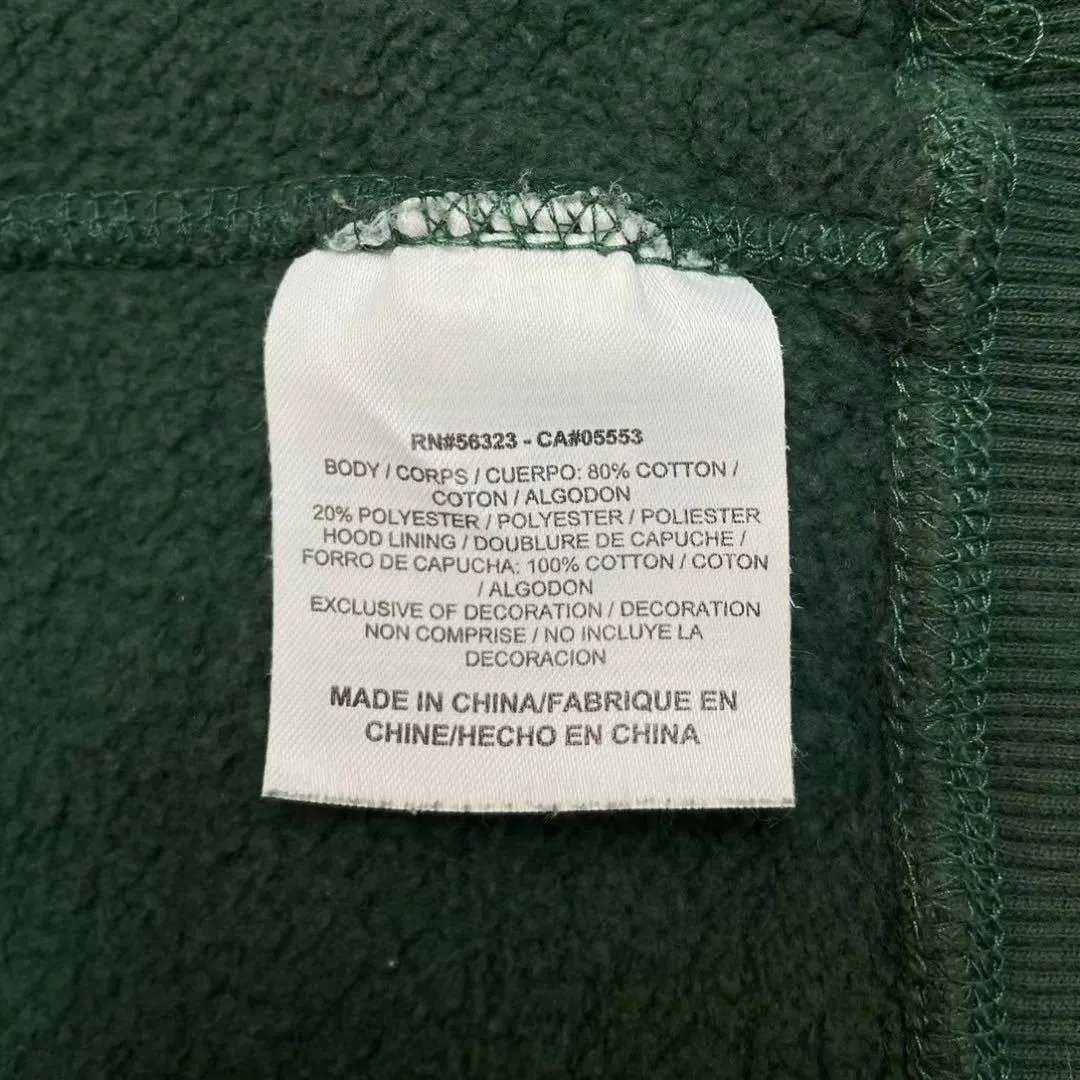 RN#56323 - CA#05553
BODY / CORPS / CUERPO: 80% COTTON /
COTON / ALGODON
20% POLYESTER / POLYESTER / POLIESTER
HOOD LINING / DOUBLURE DE CAPUCHE /
FORRO DE CAPUCHA: 100% COTTON / COTON
/ ALGODON
EXCLUSIVE OF DECORATION / DECORATION
NON COMPRISE / NO INCLUYE LA
DECORACION
MADE IN CHINA/FABRIQUE EN
CHINE/HECHO EN CHINA